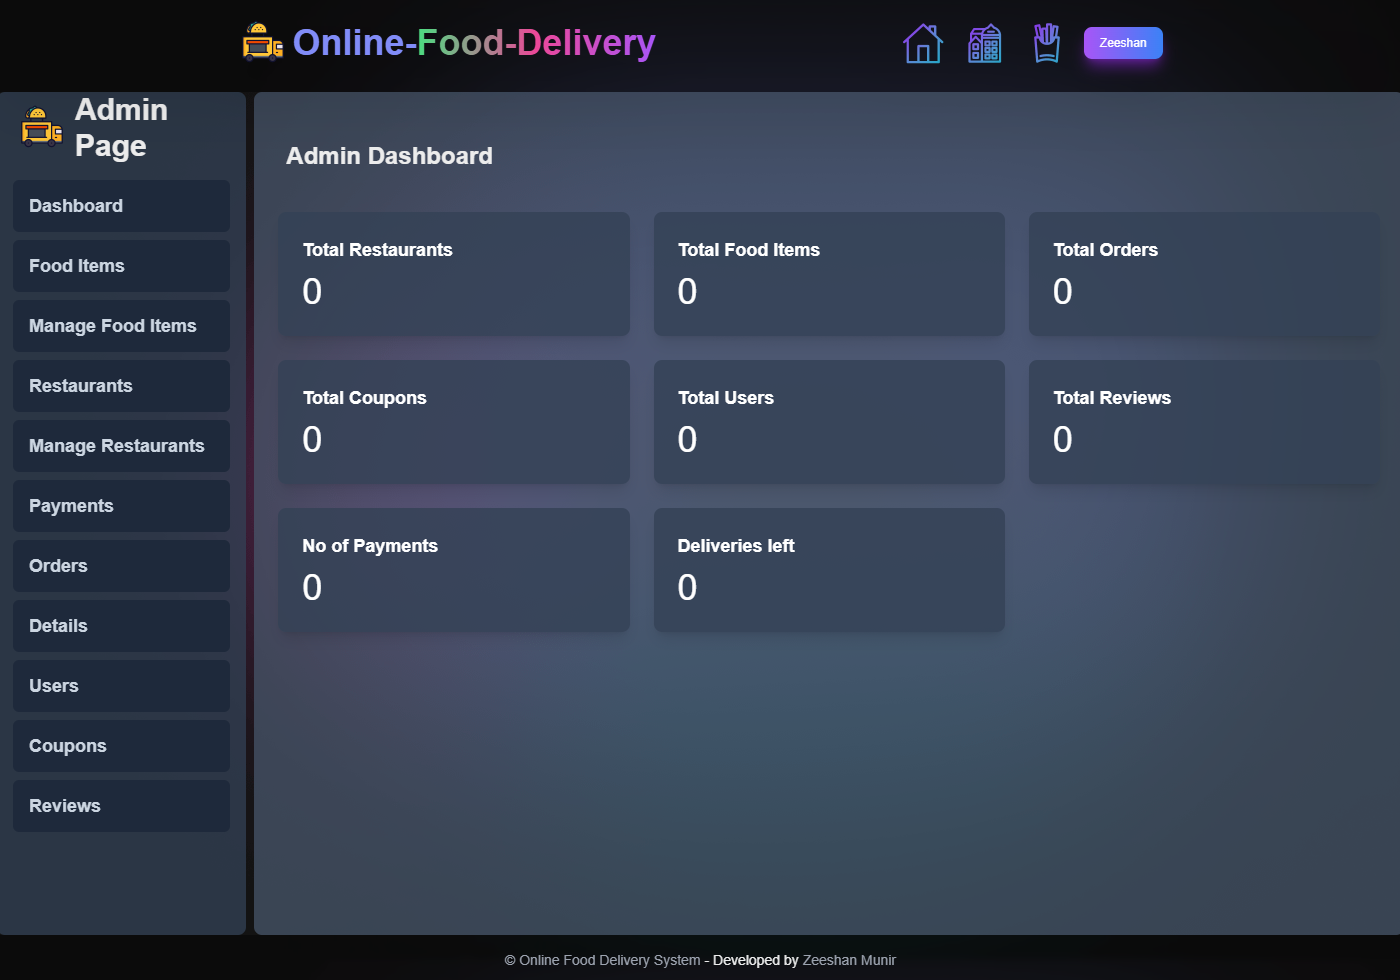 Online-Food-Delivery
Zeeshan
Admin
Page
Dashboard
Food Items
Manage Food Items
Restaurants
Manage Restaurants
Payments
Orders
Details
Users
Coupons
Reviews
Admin Dashboard
Total Restaurants
0
Total Food Items
0
Total Orders
0
Total Coupons
0
Total Users
0
Total Reviews
0
No of Payments
0
Deliveries left
0
© Online Food Delivery System - Developed by Zeeshan Munir